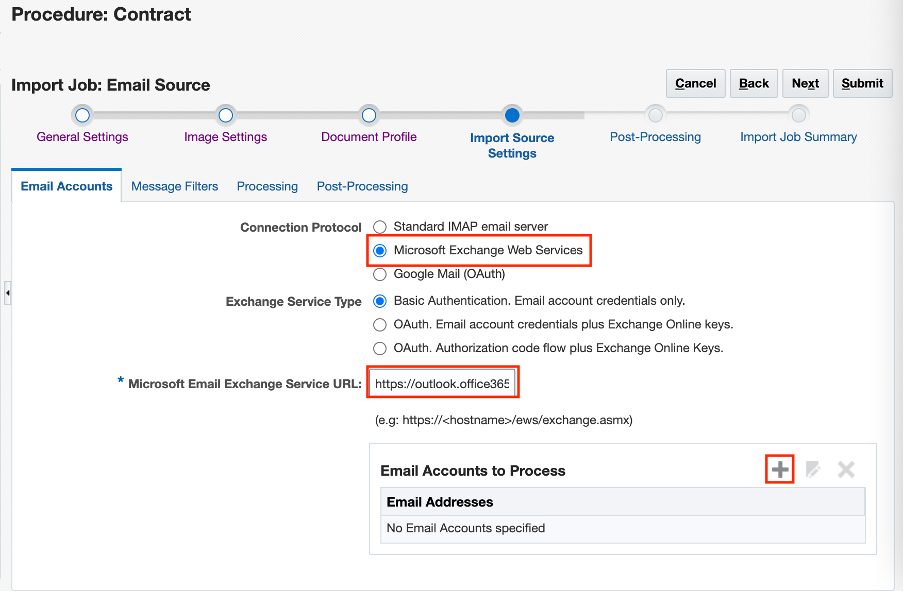 Procedure: Contract
Import Job: Email Source
Cancel Back Next Submit
General Settings Image Settings Document Profile Import Source Settings Post-Processing Import Job Summary
Email Accounts Message Filters Processing Post-Processing
Connection Protocol Standard IMAP email server
Microsoft Exchange Web Services
Google Mail (OAuth)
Exchange Service Type Basic Authentication. Email account credentials only.
OAuth. Email account credentials plus Exchange Online keys.
OAuth. Authorization code flow plus Exchange Online Keys.
* Microsoft Email Exchange Service URL: https://outlook.office365
(e.g: https://<hostname>/ews/exchange.asmx)
Email Accounts to Process
Email Addresses
No Email Accounts specified